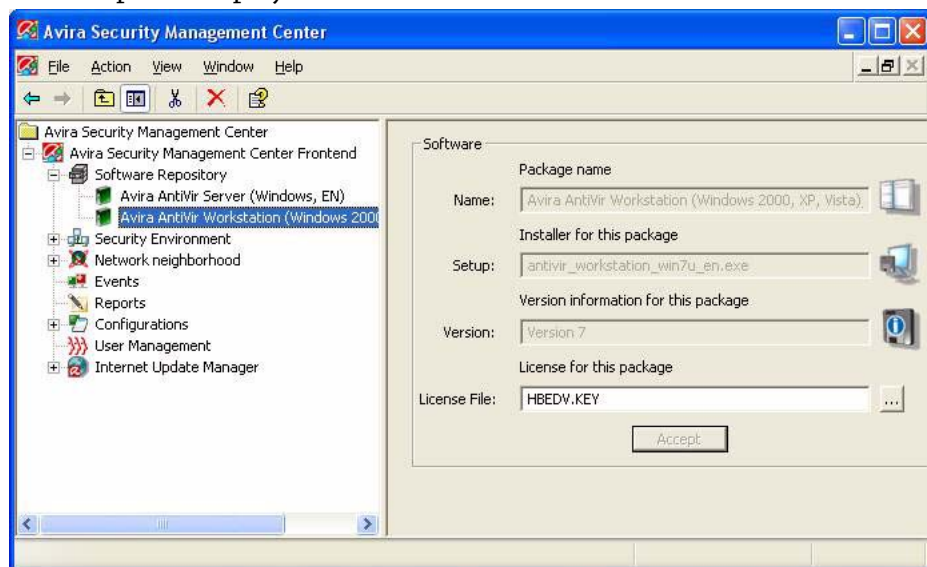 Avira Security Management Center
File Action View Window Help
Avira Security Management Center
Avira Security Management Center Frontend
Software Repository
Avira AntiVir Server (Windows, EN)
Avira AntiVir Workstation (Windows 2000
Security Environment
Network neighborhood
Events
Reports
Configurations
User Management
Internet Update Manager
Software
Package name
Name: Avira AntiVir Workstation (Windows 2000, XP, Vista)
Installer for this package
Setup: antivir_workstation_win7u_en.exe
Version information for this package
Version: Version 7
License for this package
License File: HBEDV.KEY ...
Accept